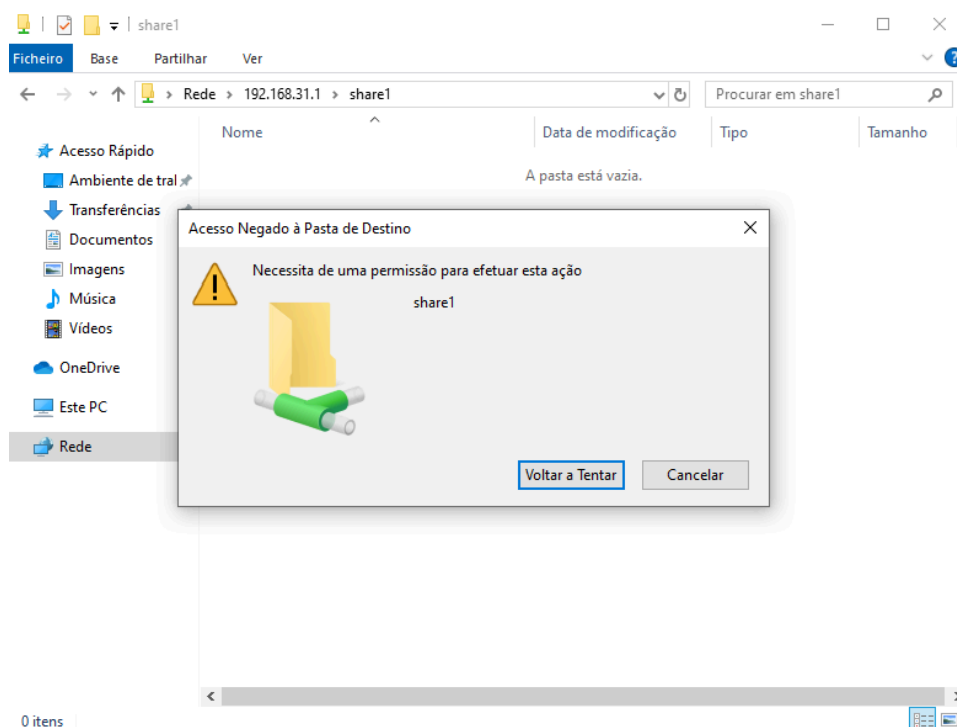 share1
Ficheiro Base Partilhar Ver
Rede 192.168.31.1 share1 Procurar em share1
Nome Data de modificação Tipo Tamanho
A pasta está vazia.
Acesso Rápido
Ambiente de tral
Transferências
Documentos
Imagens
Música
Vídeos
OneDrive
Este PC
Rede
Acesso Negado à Pasta de Destino
Necessita de uma permissão para efetuar esta ação
share1
Voltar a Tentar Cancelar
0 itens